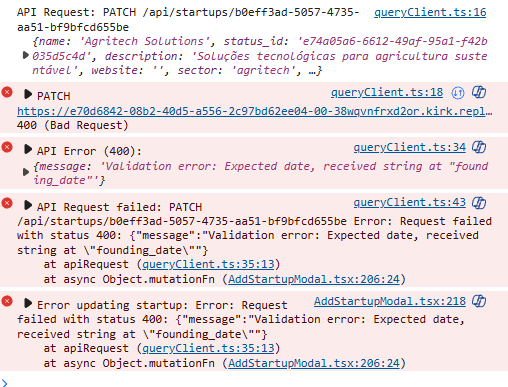 API Request: PATCH /api/startups/b0eff3ad-5057-4735- queryClient.ts:16
aa51-bf9bfcd655be
{name: 'Agritech Solutions', status_id: 'e74a05a6-6612-49af-95a1-f42b
035d5c4d', description: 'Soluções tecnológicas para agricultura suste
ntável', website: '', sector: 'agritech', …}
PATCH queryClient.ts:18
https://e70d6842-08b2-40d5-a556-2c97bd62ee04-00-38wqvnfrxd2or.kirk.repl…
400 (Bad Request)
API Error (400): queryClient.ts:34
{message: 'Validation error: Expected date, received string at "found
ing_date"'}
API Request failed: PATCH queryClient.ts:43
/api/startups/b0eff3ad-5057-4735-aa51-bf9bfcd655be Error: Request failed
with status 400: {"message":"Validation error: Expected date, received
string at \"founding_date\""}
at apiRequest (queryClient.ts:35:13)
at async Object.mutationFn (AddStartupModal.tsx:206:24)
Error updating startup: Error: Request AddStartupModal.tsx:218
failed with status 400: {"message":"Validation error: Expected date,
received string at \"founding_date\""}
at apiRequest (queryClient.ts:35:13)
at async Object.mutationFn (AddStartupModal.tsx:206:24)